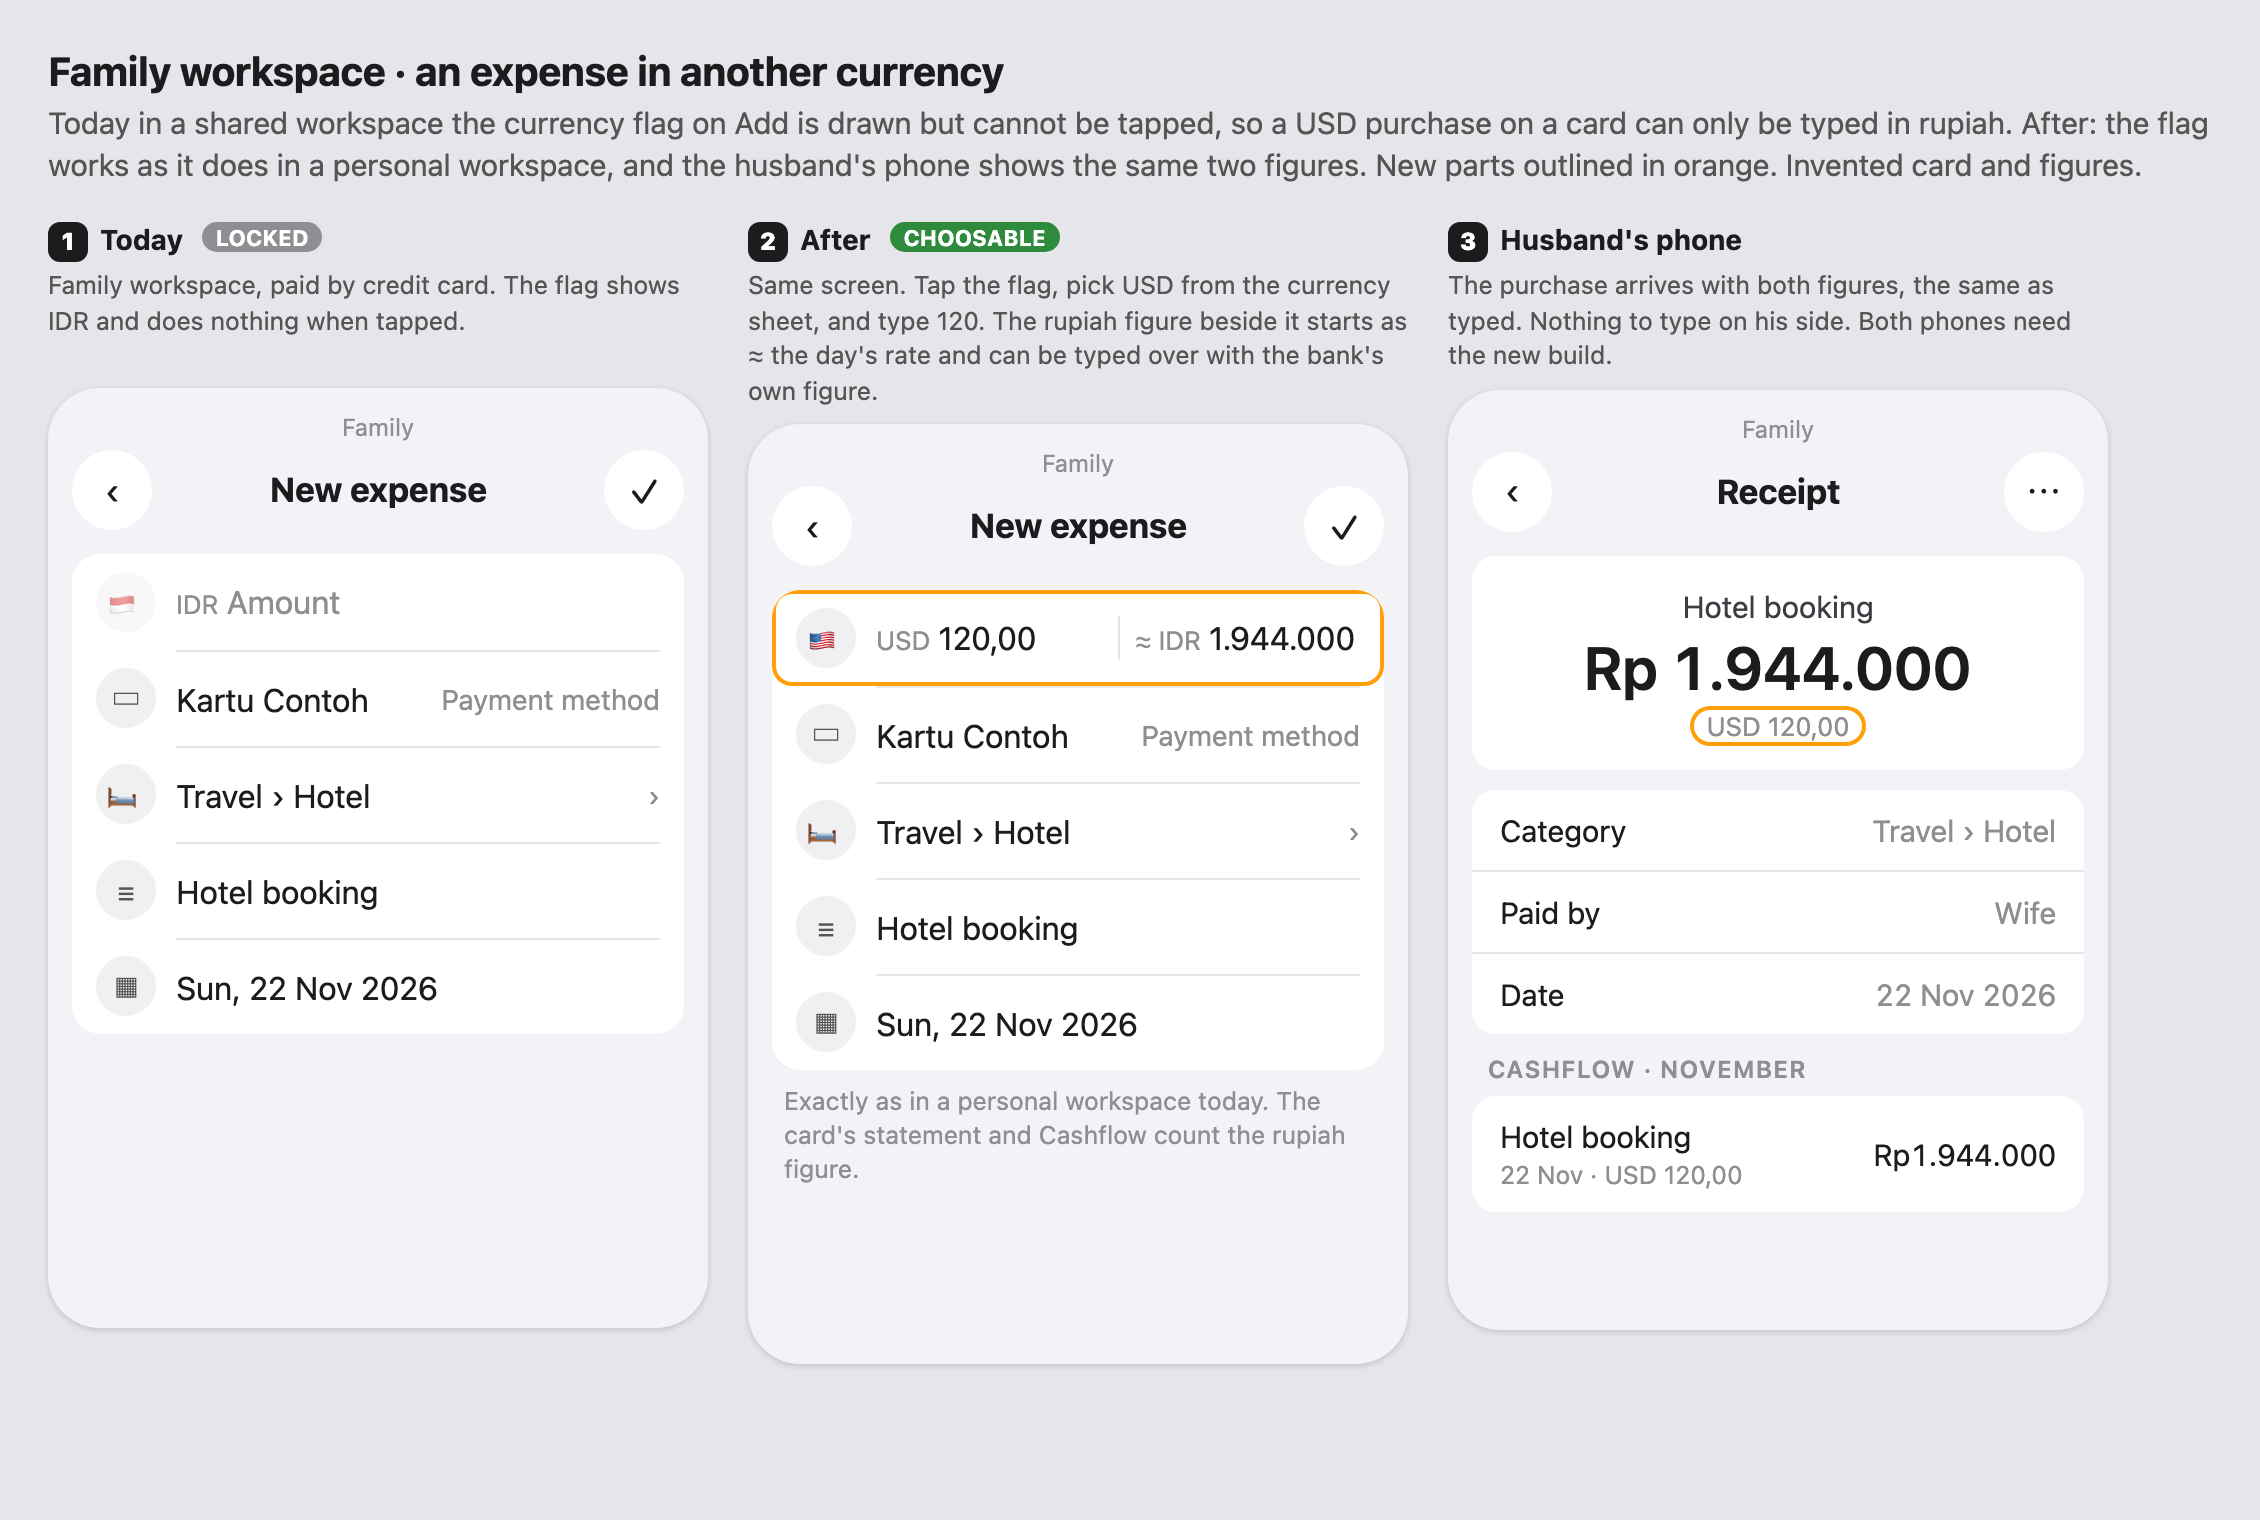 Family workspace · an expense in another currency
Today in a shared workspace the currency flag on Add is drawn but cannot be tapped, so a USD purchase on a card can only be typed in rupiah. After: the flag
works as it does in a personal workspace, and the husband's phone shows the same two figures. New parts outlined in orange. Invented card and figures.
1 Today LOCKED
Family workspace, paid by credit card. The flag shows
IDR and does nothing when tapped.
Family
‹ New expense ✓
IDR Amount
Kartu Contoh Payment method
Travel › Hotel ›
Hotel booking
Sun, 22 Nov 2026
2 After CHOOSABLE
Same screen. Tap the flag, pick USD from the currency
sheet, and type 120. The rupiah figure beside it starts as
≈ the day's rate and can be typed over with the bank's
own figure.
Family
‹ New expense ✓
USD 120,00 ≈ IDR 1.944.000
Kartu Contoh Payment method
Travel › Hotel ›
Hotel booking
Sun, 22 Nov 2026
Exactly as in a personal workspace today. The
card's statement and Cashflow count the rupiah
figure.
3 Husband's phone
The purchase arrives with both figures, the same as
typed. Nothing to type on his side. Both phones need
the new build.
Family
‹ Receipt ···
Hotel booking
Rp 1.944.000
USD 120,00
Category Travel › Hotel
Paid by Wife
Date 22 Nov 2026
CASHFLOW · NOVEMBER
Hotel booking
22 Nov · USD 120,00 Rp1.944.000